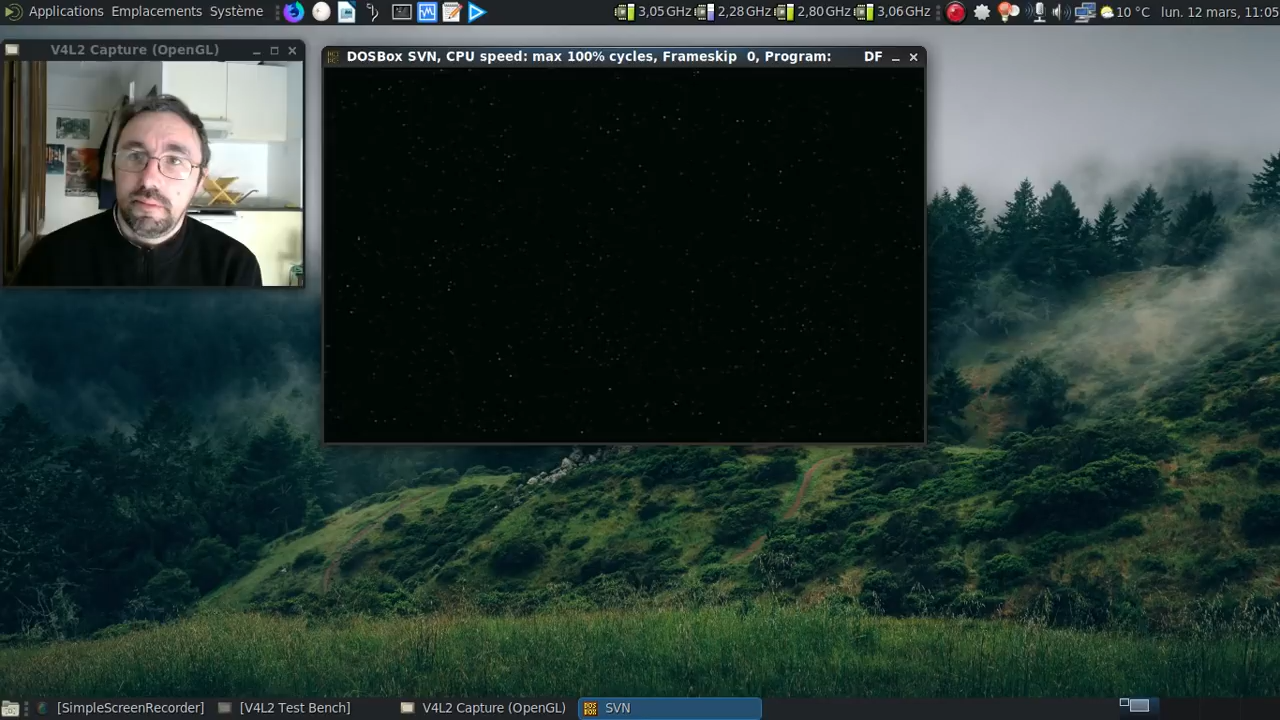 Applications Emplacements Système 3,05 GHz 2,28 GHz 2,80 GHz 3,06 GHz 10 °C lun. 12 mars, 11:05
V4L2 Capture (OpenGL)
DOSBox SVN, CPU speed: max 100% cycles, Frameskip 0, Program: DF
[SimpleScreenRecorder] [V4L2 Test Bench] V4L2 Capture (OpenGL) SVN